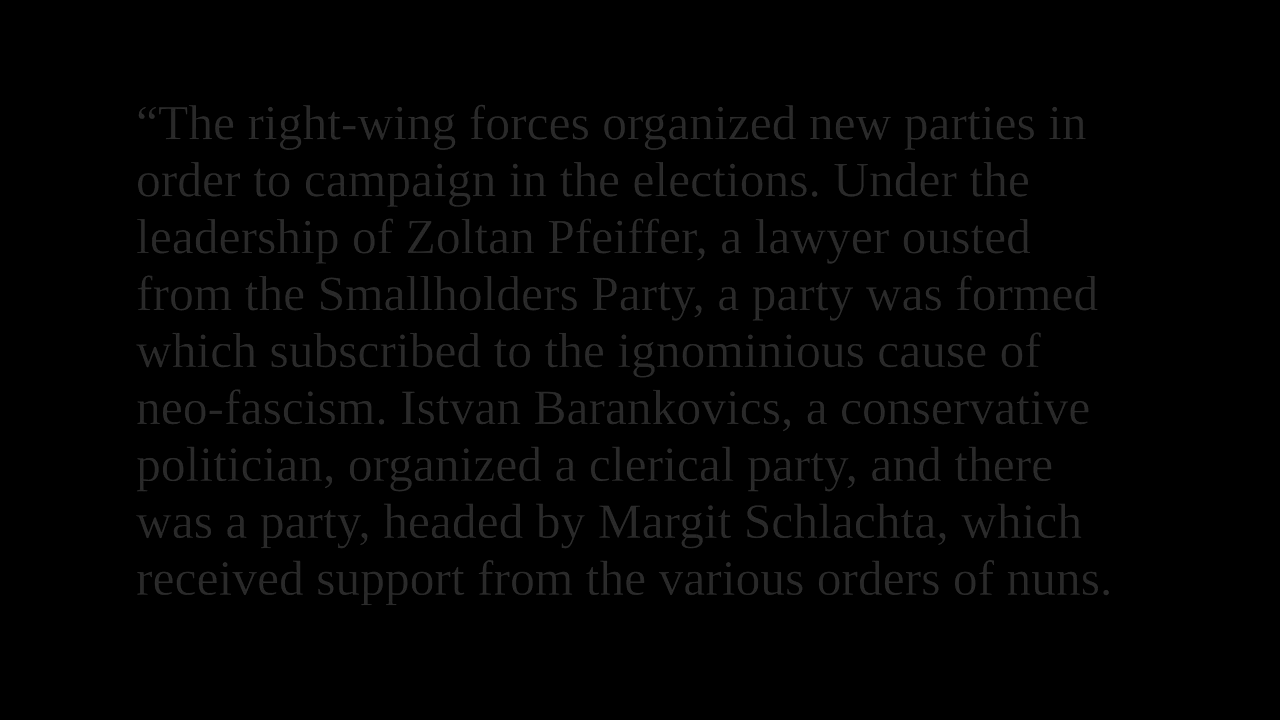 “The right-wing forces organized new parties in
order to campaign in the elections. Under the
leadership of Zoltan Pfeiffer, a lawyer ousted
from the Smallholders Party, a party was formed
which subscribed to the ignominious cause of
neo-fascism. Istvan Barankovics, a conservative
politician, organized a clerical party, and there
was a party, headed by Margit Schlachta, which
received support from the various orders of nuns.